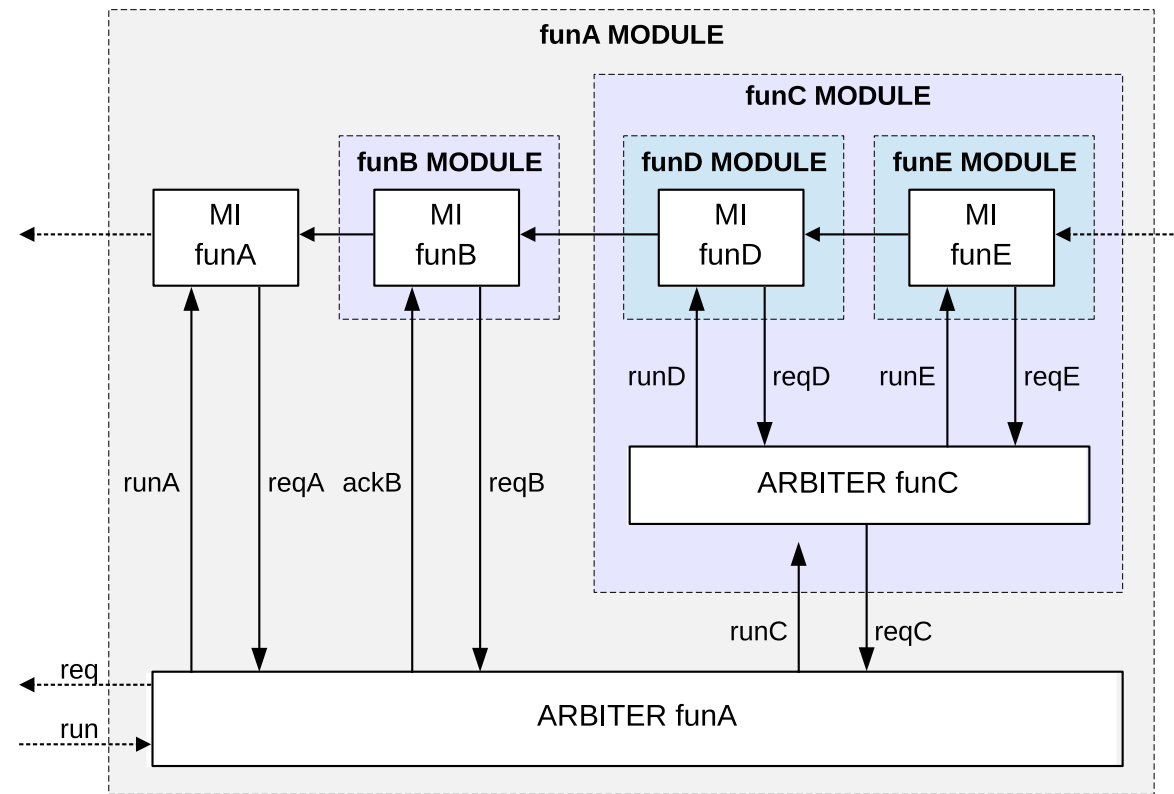 funA MODULE
funC MODULE
funB MODULE
funD MODULE
funE MODULE
MI
funA
MI
funB
MI
funD
MI
funE
runD
reqD
runE
reqE
runA
reqA
ackB
reqB
ARBITER funC
runC
reqC
req
run
ARBITER funA